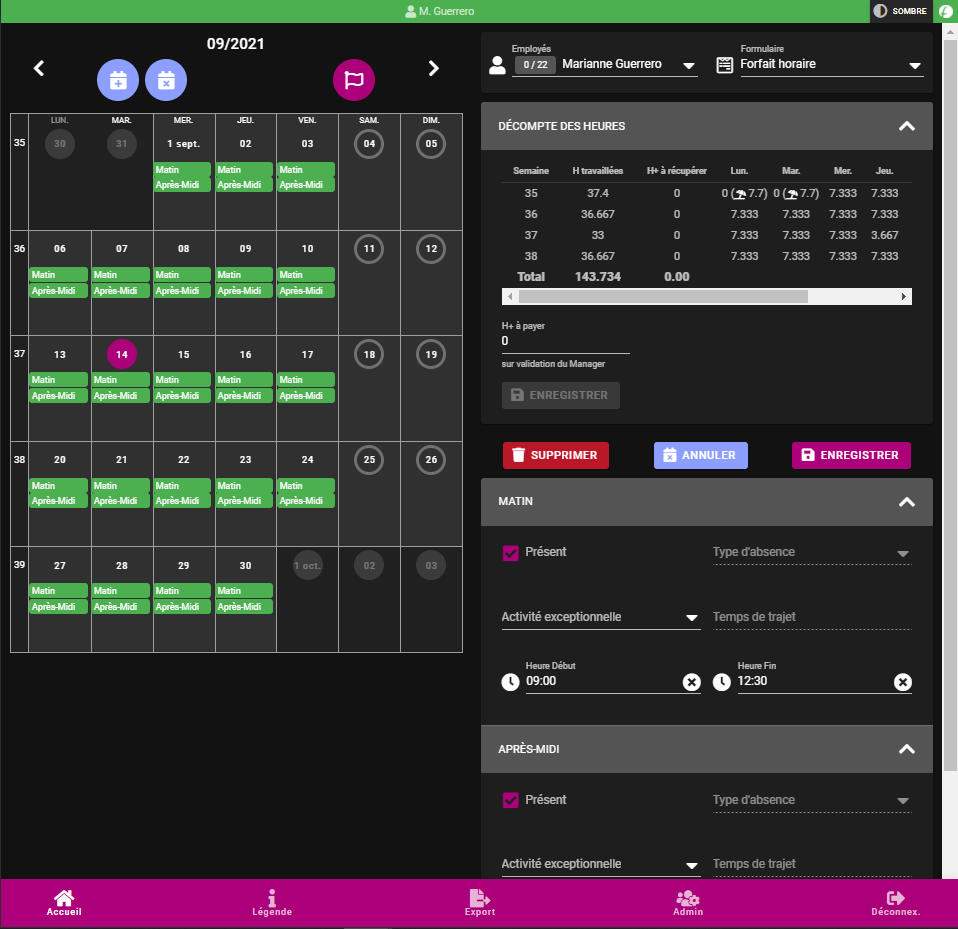 M. Guerrero
SOMBRE
09/2021
LUN. MAR. MER. JEU. VEN. SAM. DIM.
35 30 31 1 sept. 02 03 04 05
Matin Matin Matin
Après-Midi Après-Midi Après-Midi
36 06 07 08 09 10 11 12
Matin Matin Matin Matin Matin
Après-Midi Après-Midi Après-Midi Après-Midi Après-Midi
37 13 14 15 16 17 18 19
Matin Matin Matin Matin Matin
Après-Midi Après-Midi Après-Midi Après-Midi Après-Midi
38 20 21 22 23 24 25 26
Matin Matin Matin Matin Matin
Après-Midi Après-Midi Après-Midi Après-Midi Après-Midi
39 27 28 29 30 1 oct. 02 03
Matin Matin Matin Matin
Après-Midi Après-Midi Après-Midi Après-Midi
Employés
0 / 22 Marianne Guerrero
Formulaire
Forfait horaire
DÉCOMPTE DES HEURES
Semaine H travaillées H+ à récupérer Lun. Mar. Mer. Jeu.
35 37.4 0 0 ( 7.7) 0 ( 7.7) 7.333 7.333
36 36.667 0 7.333 7.333 7.333 7.333
37 33 0 7.333 7.333 7.333 3.667
38 36.667 0 7.333 7.333 7.333 7.333
Total 143.734 0.00
H+ à payer
0
sur validation du Manager
ENREGISTRER
SUPPRIMER ANNULER ENREGISTRER
MATIN
Présent Type d'absence
Activité exceptionnelle Temps de trajet
Heure Début Heure Fin
09:00 12:30
APRÈS-MIDI
Présent Type d'absence
Activité exceptionnelle Temps de trajet
Accueil Légende Export Admin Déconnex.